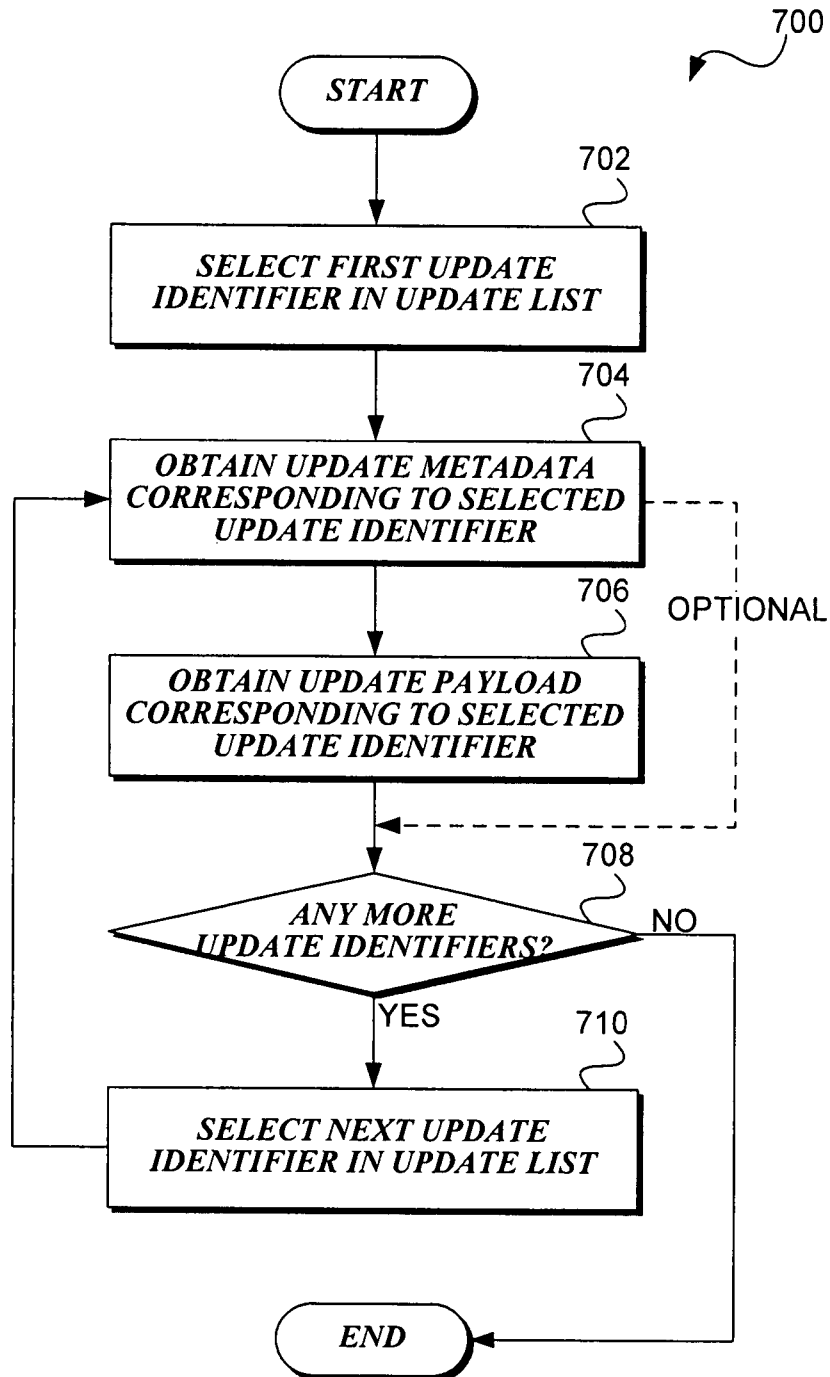 700
START
702
SELECT FIRST UPDATE
IDENTIFIER IN UPDATE LIST
704
OBTAIN UPDATE METADATA
CORRESPONDING TO SELECTED
UPDATE IDENTIFIER
706
OPTIONAL
OBTAIN UPDATE PAYLOAD
CORRESPONDING TO SELECTED
UPDATE IDENTIFIER
708
ANY MORE
UPDATE IDENTIFIERS?
NO
YES
710
SELECT NEXT UPDATE
IDENTIFIER IN UPDATE LIST
END